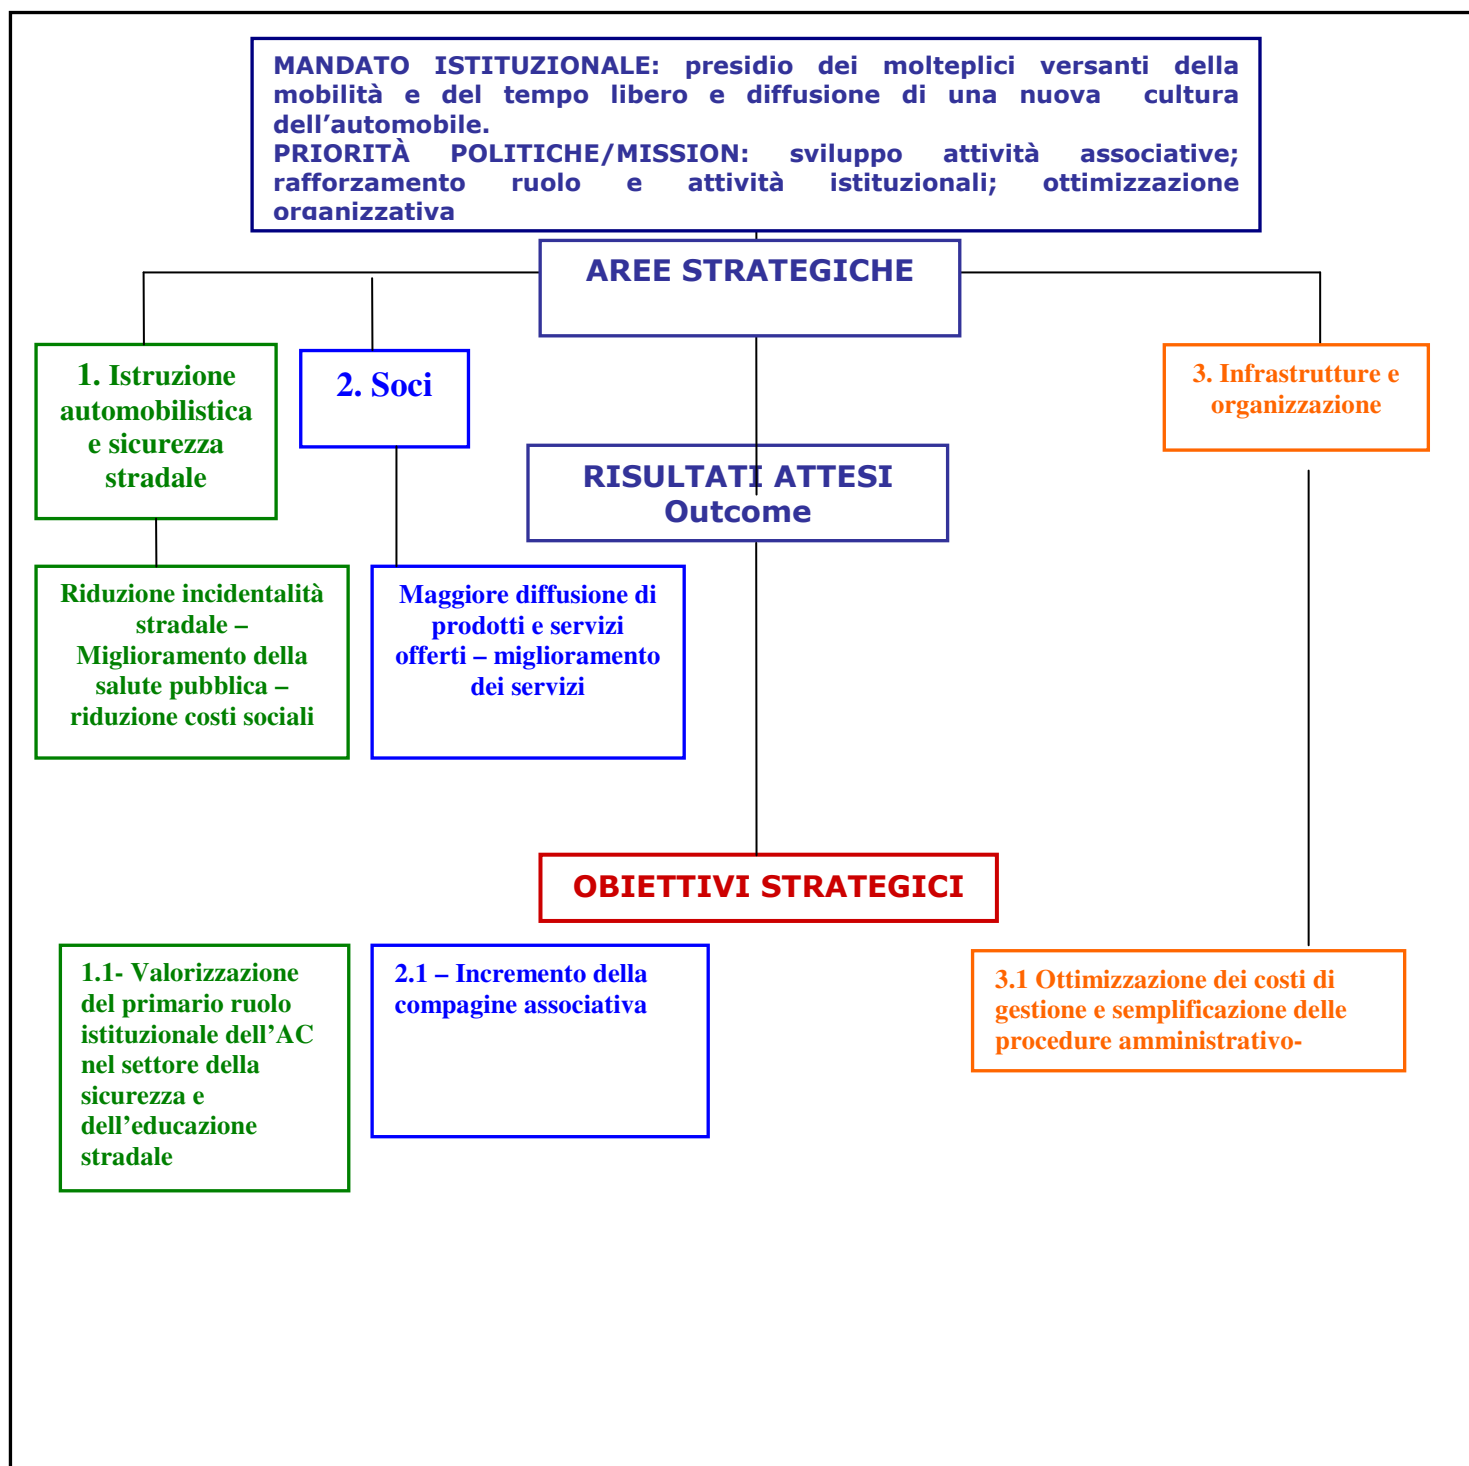 MANDATO ISTITUZIONALE: presidio dei molteplici versanti della
mobilità e del tempo libero e diffusione di una nuova cultura
dell’automobile.
PRIORITÀ POLITICHE/MISSION: sviluppo attività associative;
rafforzamento ruolo e attività istituzionali; ottimizzazione
organizzativa
AREE STRATEGICHE
1. Istruzione
automobilistica
e sicurezza
stradale
2. Soci
3. Infrastrutture e
organizzazione
RISULTATI ATTESI
Outcome
Riduzione incidentalità
stradale –
Miglioramento della
salute pubblica –
riduzione costi sociali
Maggiore diffusione di
prodotti e servizi
offerti – miglioramento
dei servizi
OBIETTIVI STRATEGICI
1.1- Valorizzazione
del primario ruolo
istituzionale dell’AC
nel settore della
sicurezza e
dell’educazione
stradale
2.1 – Incremento della
compagine associativa
3.1 Ottimizzazione dei costi di
gestione e semplificazione delle
procedure amministrativo-